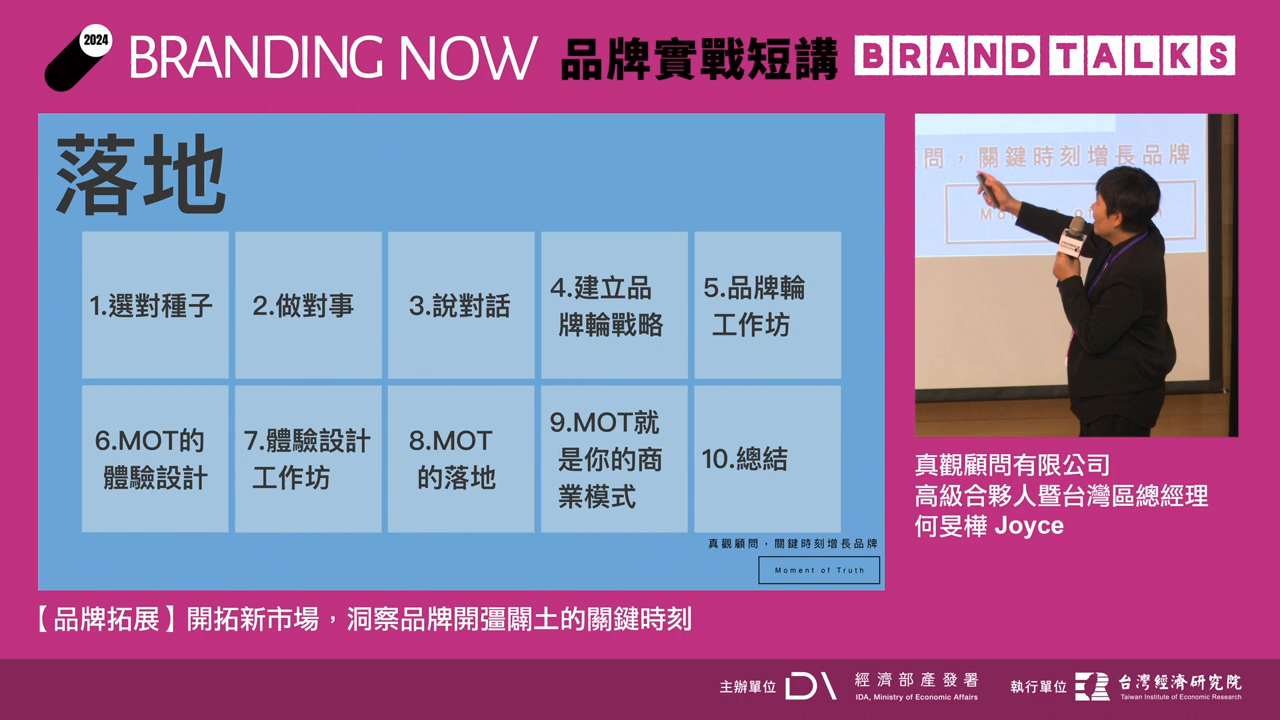 2024
BRANDING NOW 品牌實戰短講 BRAND TALKS
落地
1.選對種子
2.做對事
3.說對話
4.建立品
牌輪戰略
5.品牌輪
工作坊
6.MOT的
體驗設計
7.體驗設計
工作坊
8.MOT
的落地
9.MOT就
是你的商
業模式
10.總結
真觀顧問，關鍵時刻增長品牌
Moment of Truth
問，關鍵時刻增長品牌
真觀顧問有限公司
高級合夥人暨台灣區總經理
何旻樺 Joyce
【品牌拓展】開拓新市場，洞察品牌開疆闢土的關鍵時刻
主辦單位 IDA 經濟部產發署
IDA, Ministry of Economic Affairs
執行單位 台灣經濟研究院
Taiwan Institute of Economic Research